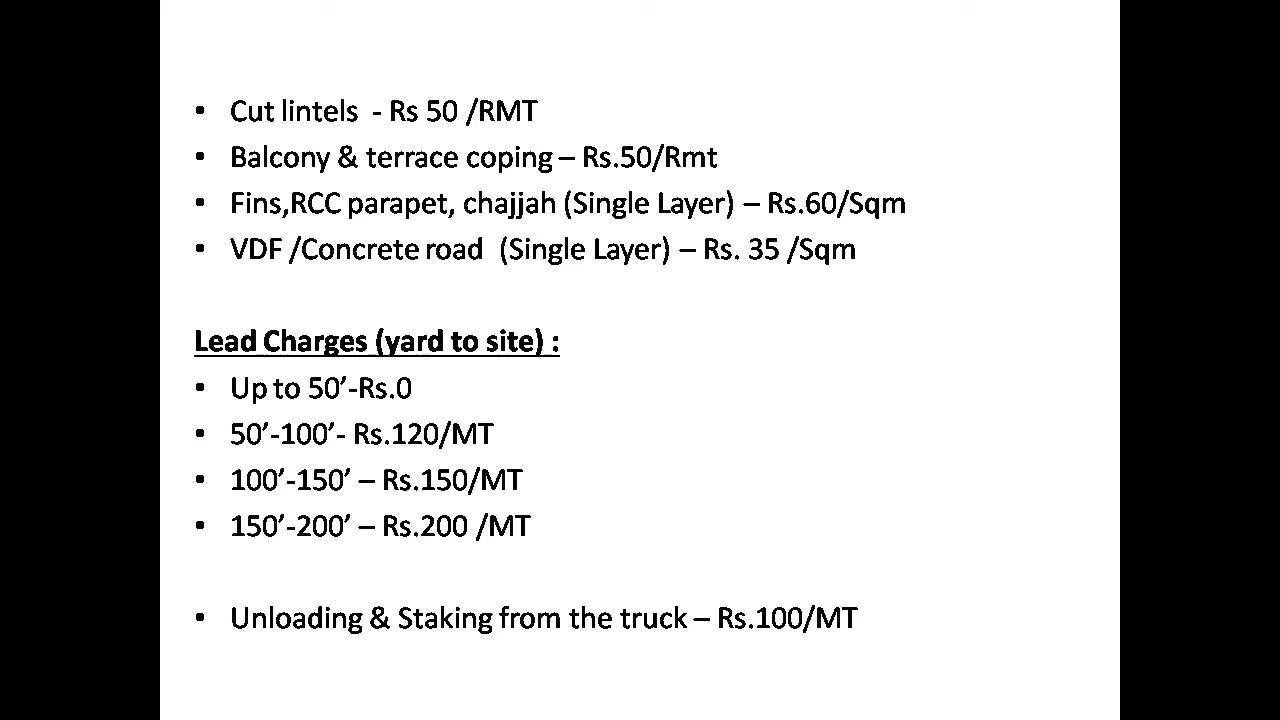 • Cut lintels - Rs 50 /RMT
• Balcony & terrace coping – Rs.50/Rmt
• Fins,RCC parapet, chajjah (Single Layer) – Rs.60/Sqm
• VDF /Concrete road (Single Layer) – Rs. 35 /Sqm
Lead Charges (yard to site) :
• Up to 50’-Rs.0
• 50’-100’- Rs.120/MT
• 100’-150’ – Rs.150/MT
• 150’-200’ – Rs.200 /MT
• Unloading & Staking from the truck – Rs.100/MT